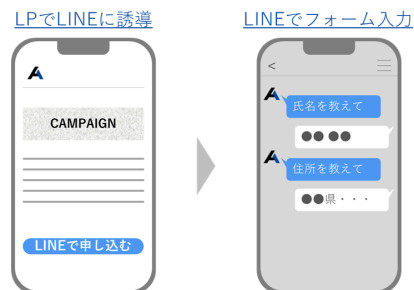 LPでLINEに誘導
LINEでフォーム入力
CAMPAIGN
LINEで申し込む
<
氏名を教えて
●● ●●
住所を教えて
●●県・・・